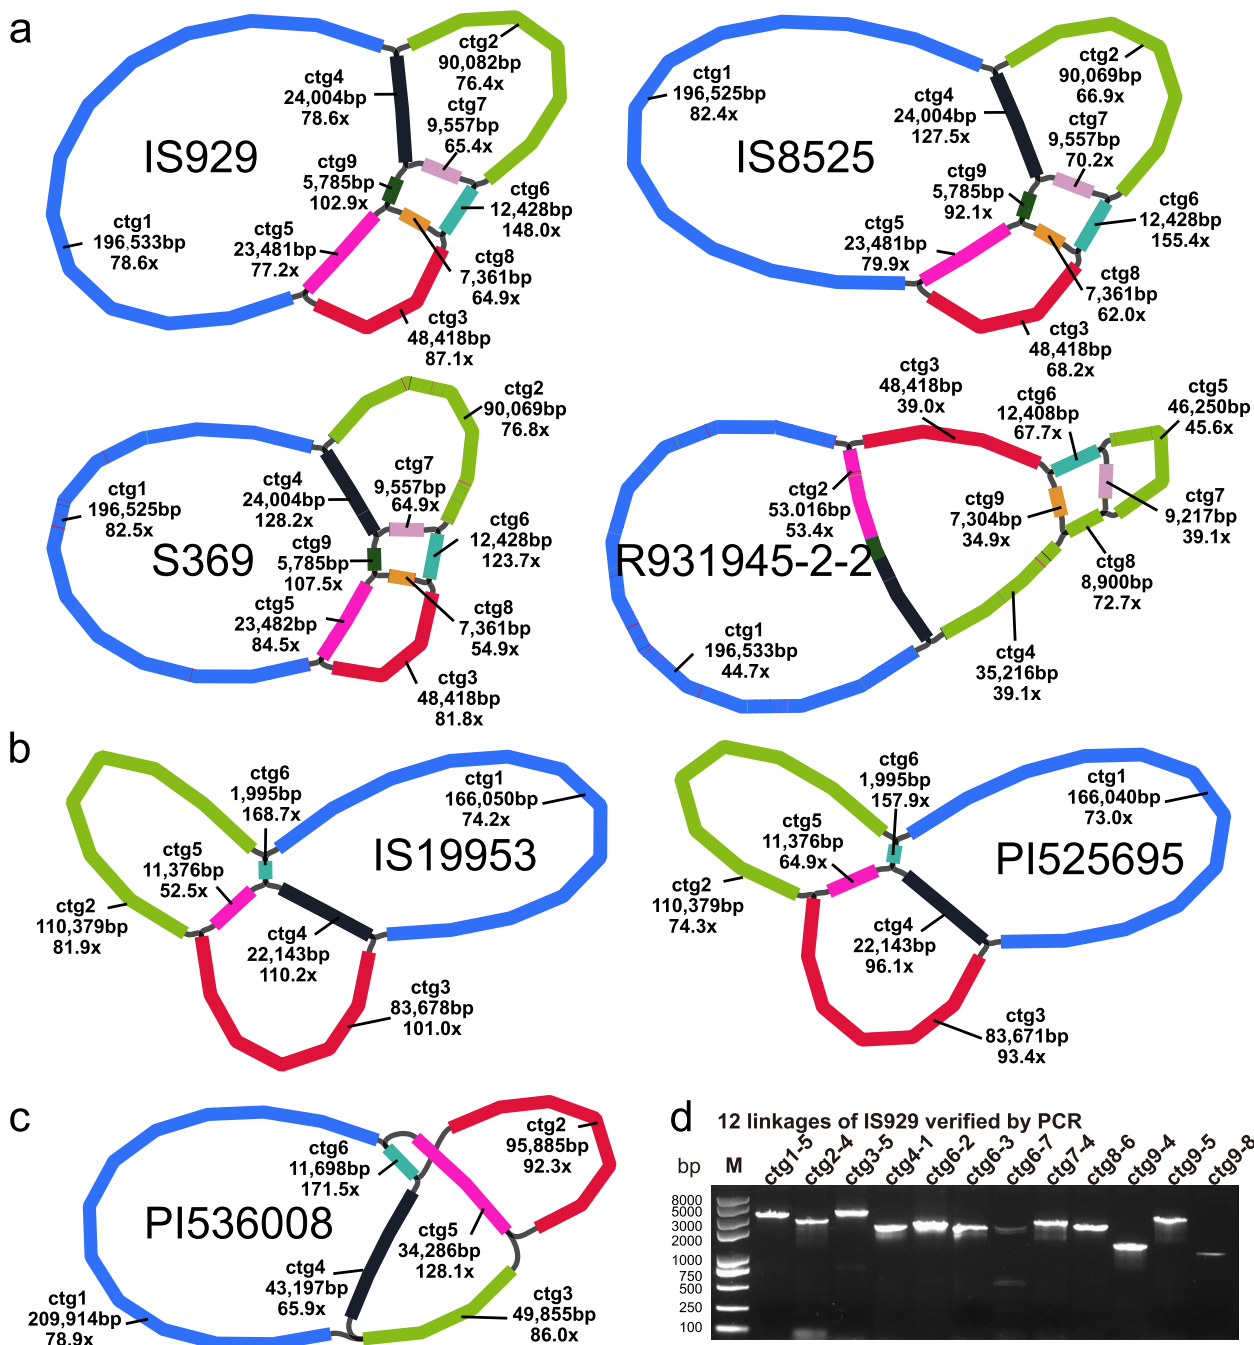 a
ctg2
90,082bp
76.4x
ctg4
24,004bp
78.6x
ctg7
9,557bp
65.4x
IS929
ctg9
5,785bp
102.9x
ctg6
12,428bp
148.0x
ctg1
196,533bp
78.6x
ctg5
23,481bp
77.2x
ctg8
7,361bp
64.9x
ctg3
48,418bp
87.1x
ctg1
196,525bp
82.4x
ctg2
90,069bp
66.9x
ctg4
24,004bp
127.5x
ctg7
9,557bp
70.2x
IS8525
ctg9
5,785bp
92.1x
ctg6
12,428bp
155.4x
ctg5
23,481bp
79.9x
ctg8
7,361bp
62.0x
ctg3
48,418bp
68.2x
ctg2
90,069bp
76.8x
ctg1
196,525bp
82.5x
ctg4
24,004bp
128.2x
ctg7
9,557bp
64.9x
S369
ctg9
5,785bp
107.5x
ctg6
12,428bp
123.7x
ctg5
23,482bp
84.5x
ctg8
7,361bp
54.9x
ctg3
48,418bp
81.8x
ctg3
48,418bp
39.0x
ctg6
12,408bp
67.7x
ctg5
46,250bp
45.6x
ctg2
53.016bp
53.4x
ctg9
7,304bp
34.9x
ctg7
9,217bp
39.1x
R931945-2-2
ctg8
8,900bp
72.7x
ctg1
196,533bp
44.7x
ctg4
35,216bp
39.1x
b
ctg6
1,995bp
168.7x
ctg1
166,050bp
74.2x
ctg5
11,376bp
52.5x
IS19953
ctg2
110,379bp
81.9x
ctg4
22,143bp
110.2x
ctg3
83,678bp
101.0x
ctg6
1,995bp
157.9x
ctg1
166,040bp
73.0x
ctg5
11,376bp
64.9x
PI525695
ctg2
110,379bp
74.3x
ctg4
22,143bp
96.1x
ctg3
83,671bp
93.4x
c
ctg2
95,885bp
92.3x
ctg6
11,698bp
171.5x
PI536008
ctg5
34,286bp
128.1x
ctg4
43,197bp
65.9x
ctg1
209,914bp
78.9x
ctg3
49,855bp
86.0x
d
12 linkages of IS929 verified by PCR
bp M ctg1-5 ctg2-4 ctg3-5 ctg4-1 ctg6-2 ctg6-3 ctg6-7 ctg7-4 ctg8-6 ctg9-4 ctg9-5 ctg9-8
8000
5000
3000
2000
1000
750
500
250
100